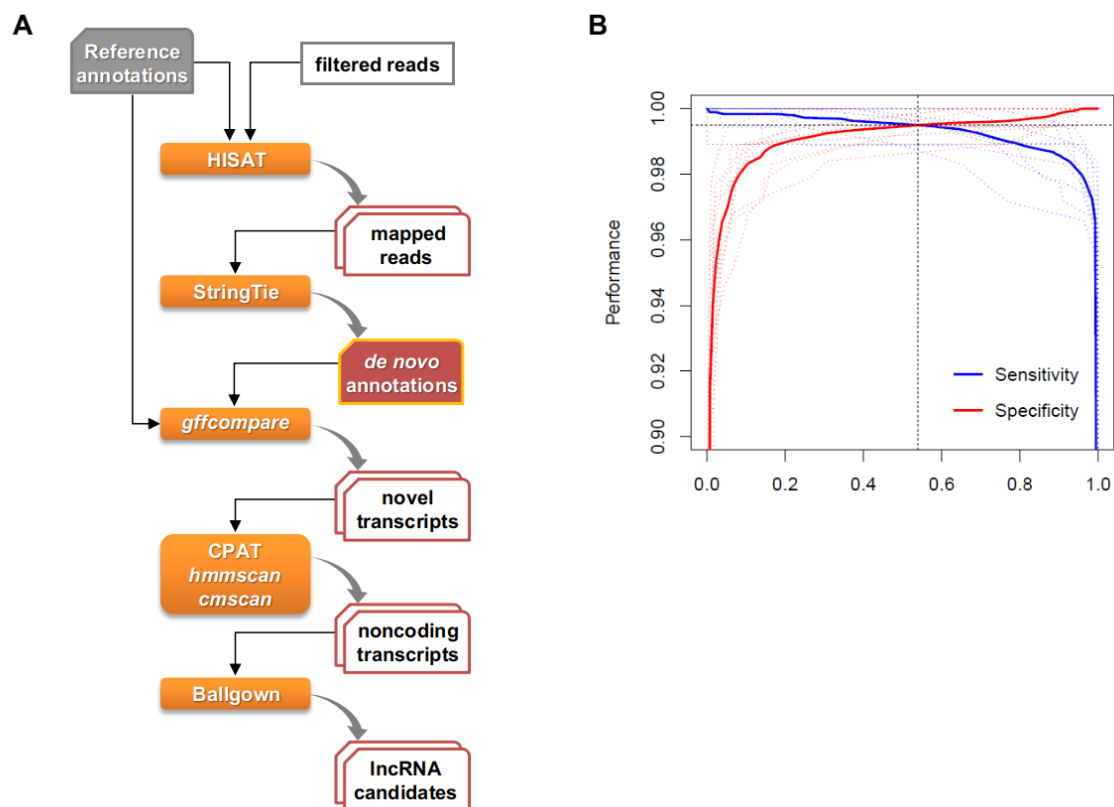 A
Reference
annotations
filtered reads
HISAT
mapped
reads
StringTie
de novo
annotations
gffcompare
novel
transcripts
CPAT
hmmscan
cmscan
noncoding
transcripts
Ballgown
lncRNA
candidates
B
Performance
1.00
0.98
0.96
0.94
0.92
0.90
Sensitivity
Specificity
0.0 0.2 0.4 0.6 0.8 1.0